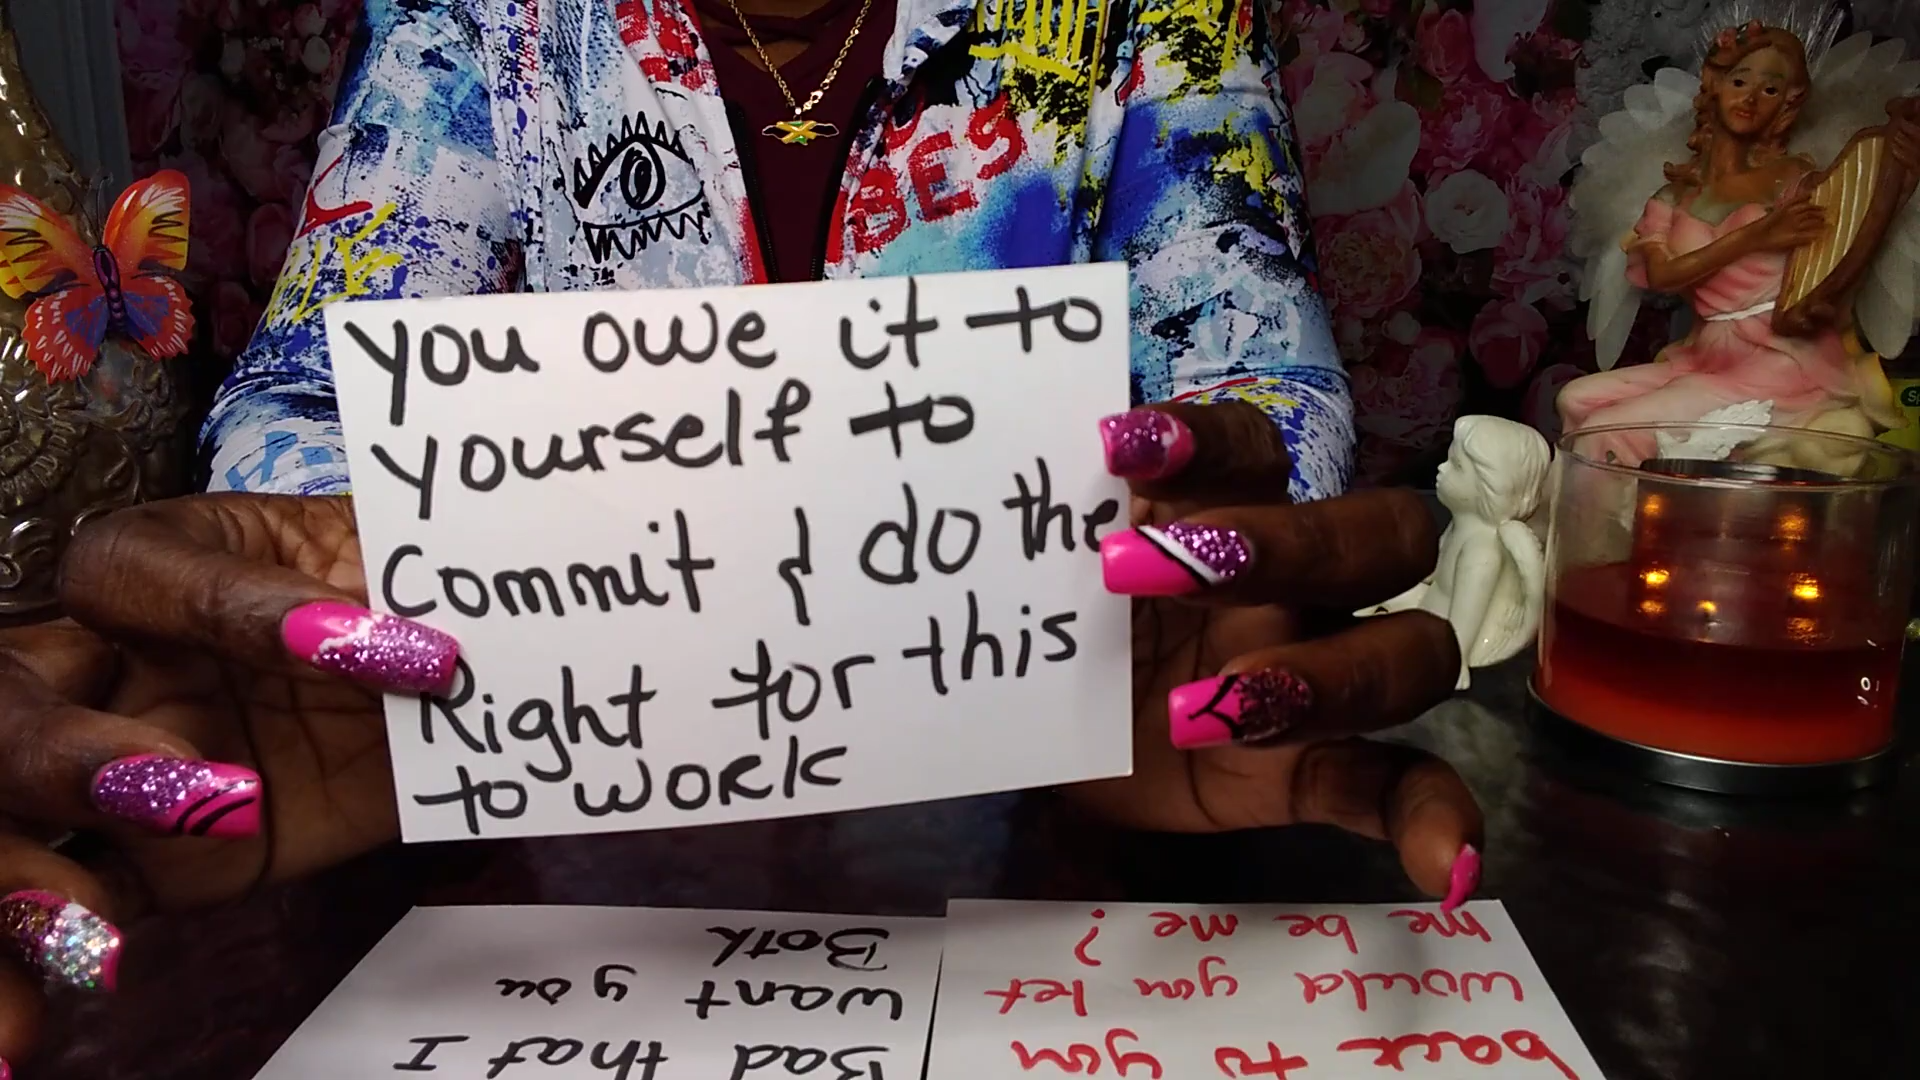 you owe it to
yourself to
Commit & do the
Right for this
to work
Bad that I
want you
Both
back to you
would you let
me be me?
BES